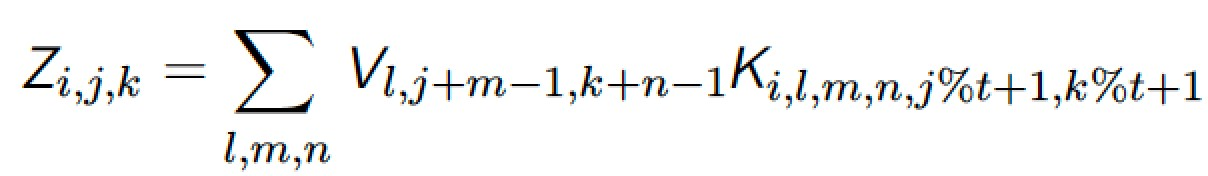 Z_{i,j,k} = \sum_{l,m,n} V_{l,j+m-1,k+n-1} K_{i,l,m,n,j\%t+1,k\%t+1}